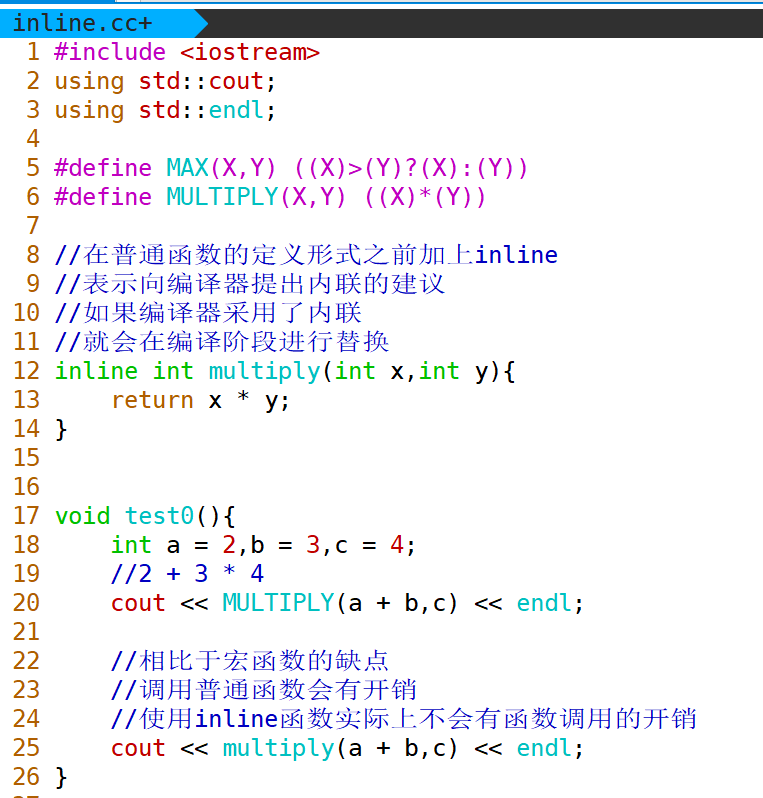 inline.cc+
1 #include <iostream>
2 using std::cout;
3 using std::endl;
4
5 #define MAX(X,Y) ((X)>(Y)?(X):(Y))
6 #define MULTIPLY(X,Y) ((X)*(Y))
7
8 //在普通函数的定义形式之前加上inline
9 //表示向编译器提出内联的建议
10 //如果编译器采用了内联
11 //就会在编译阶段进行替换
12 inline int multiply(int x,int y){
13     return x * y;
14 }
15
16
17 void test0(){
18     int a = 2,b = 3,c = 4;
19     //2 + 3 * 4
20     cout << MULTIPLY(a + b,c) << endl;
21
22     //相比于宏函数的缺点
23     //调用普通函数会有开销
24     //使用inline函数实际上不会有函数调用的开销
25     cout << multiply(a + b,c) << endl;
26 }